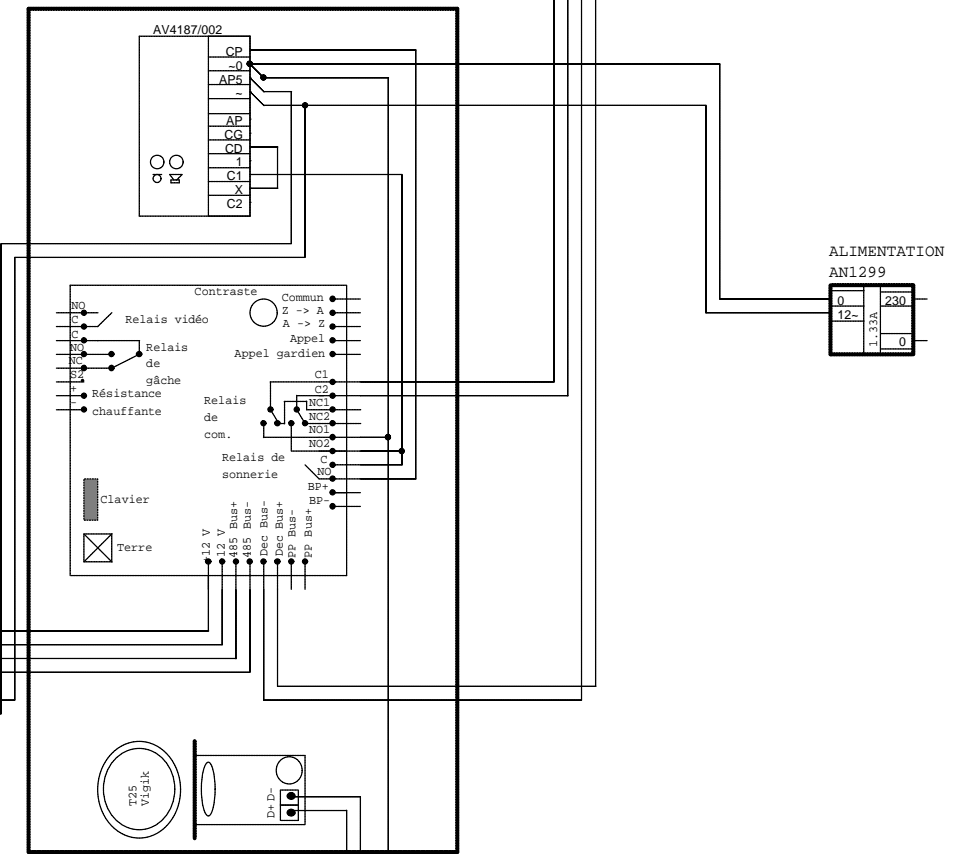 AV4187/002
CP
~0
AP5
~
AP
CG
CD
1
C1
X
C2
ALIMENTATION
AN1299
0 230
12~
1.33A
0
Contraste
NO
C
Relais vidéo
C
NO
NC
Relais
de
gâche
S2
+
-
Résistance
chauffante
Commun
Z -> A
A -> Z
Appel
Appel gardien
C1
C2
NC1
NC2
NO1
NO2
C
NO
BP+
BP-
Relais
de
com.
Relais de
sonnerie
Clavier
Terre
+12 V
-12 V
485 Bus+
485 Bus-
Dec Bus-
Dec Bus+
PP Bus-
PP Bus+
T25
Vigik
D+ D-